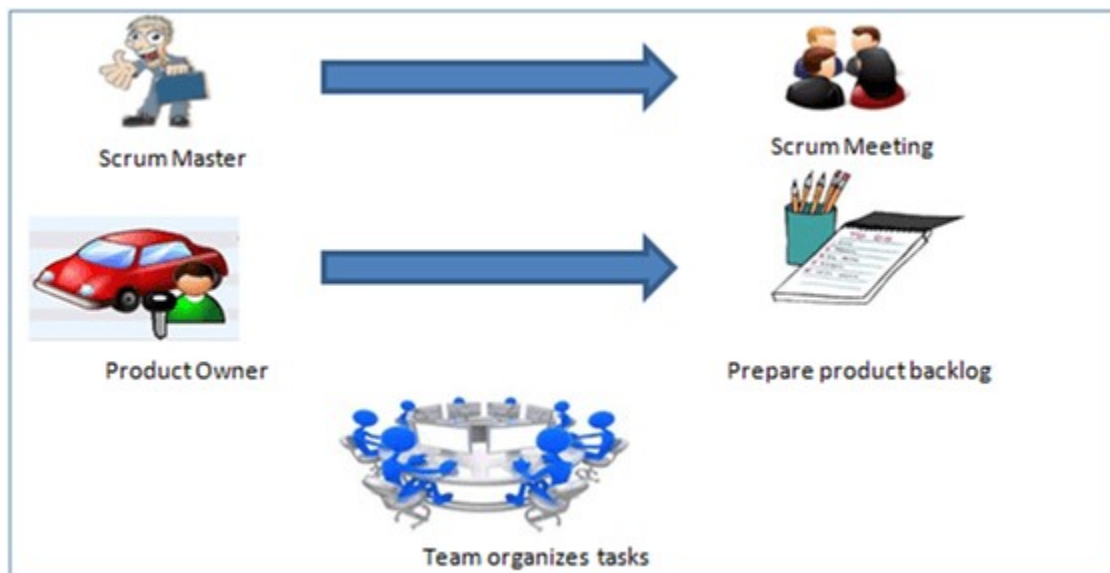 Scrum Master
Scrum Meeting
Product Owner
Prepare product backlog
Team organizes tasks